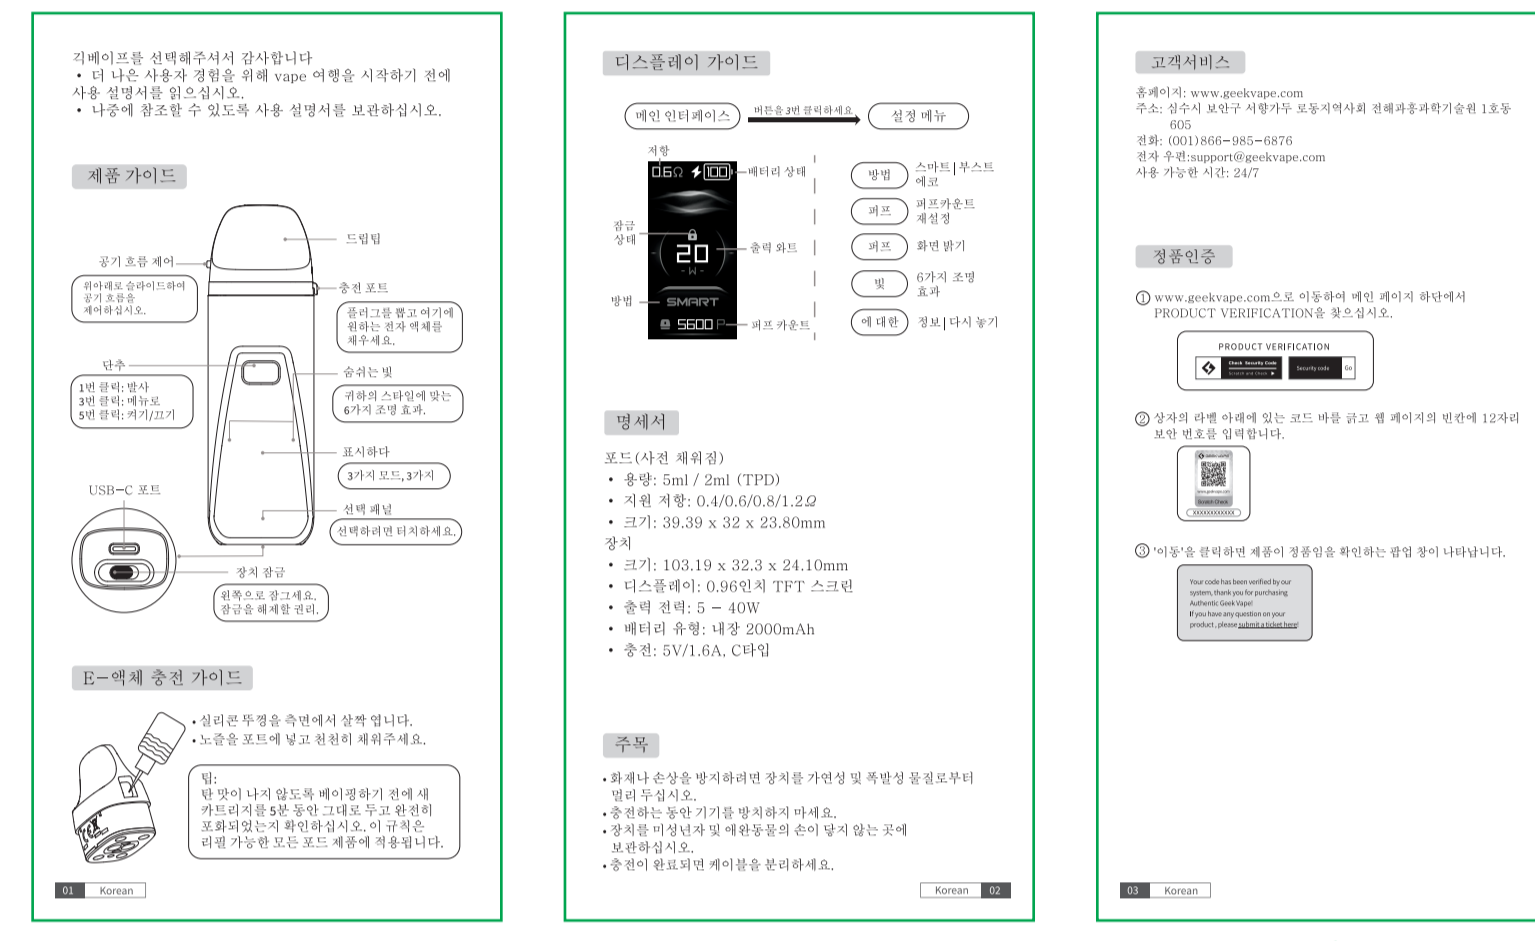 긱베이프를 선택해주셔서 감사합니다
• 더 나은 사용자 경험을 위해 vape 여행을 시작하기 전에
사용 설명서를 읽으십시오.
• 나중에 참조할 수 있도록 사용 설명서를 보관하십시오.
제품 가이드
드립팁
공기 흐름 제어
위아래로 슬라이드하여
공기 흐름을
제어하십시오.
충전 포트
플러그를 뽑고 여기에
원하는 전자 액체를
채우세요.
단추
1번 클릭: 발사
3번 클릭: 메뉴로
5번 클릭: 켜기/끄기
숨쉬는 빛
귀하의 스타일에 맞는
6가지 조명 효과.
표시하다
3가지 모드, 3가지
USB-C 포트
선택 패널
선택하려면 터치하세요.
장치 잠금
왼쪽으로 잠그세요.
잠금을 해제할 권리.
E-액체 충전 가이드
• 실리콘 뚜껑을 측면에서 살짝 엽니다.
• 노즐을 포트에 넣고 천천히 채워주세요.
팁:
탄 맛이 나지 않도록 베이핑하기 전에 새
카트리지를 5분 동안 그대로 두고 완전히
포화되었는지 확인하십시오. 이 규칙은
리필 가능한 모든 포드 제품에 적용됩니다.
01 Korean
디스플레이 가이드
메인 인터페이스
버튼을 3번 클릭하세요
설정 메뉴
저항
0.6Ω 100
배터리 상태
잠금
상태
20
W
출력 와트
방법
SMART
5600 P
퍼프 카운트
방법
스마트|부스트
에코
퍼프
퍼프카운트
재설정
퍼프
화면 밝기
빛
6가지 조명
효과
에 대한
정보|다시 놓기
명세서
포드(사전 채워짐)
• 용량: 5ml / 2ml (TPD)
• 지원 저항: 0.4/0.6/0.8/1.2Ω
• 크기: 39.39 x 32 x 23.80mm
장치
• 크기: 103.19 x 32.3 x 24.10mm
• 디스플레이: 0.96인치 TFT 스크린
• 출력 전력: 5 - 40W
• 배터리 유형: 내장 2000mAh
• 충전: 5V/1.6A, C타입
주목
• 화재나 손상을 방지하려면 장치를 가연성 및 폭발성 물질로부터
멀리 두십시오.
• 충전하는 동안 기기를 방치하지 마세요.
• 장치를 미성년자 및 애완동물의 손이 닿지 않는 곳에
보관하십시오.
• 충전이 완료되면 케이블을 분리하세요.
Korean 02
고객서비스
홈페이지: www.geekvape.com
주소: 심수시 보안구 서향가두 로동지역사회 전해과흥과학기술원 1호동
605
전화: (001)866-985-6876
전자 우편:support@geekvape.com
사용 가능한 시간: 24/7
정품인증
① www.geekvape.com으로 이동하여 메인 페이지 하단에서
PRODUCT VERIFICATION을 찾으십시오.
PRODUCT VERIFICATION
Check Security Code
Scratch and Check
Security code
Go
② 상자의 라벨 아래에 있는 코드 바를 긁고 웹 페이지의 빈칸에 12자리
보안 번호를 입력합니다.
www.geekvape.com
Scratch Check
XXXXXXXXXXXX
③ '이동'을 클릭하면 제품이 정품임을 확인하는 팝업 창이 나타납니다.
Your code has been verified by our
system, thank you for purchasing
Authentic Geek Vape!
If you have any question on your
product , please submit a ticket here!
03 Korean